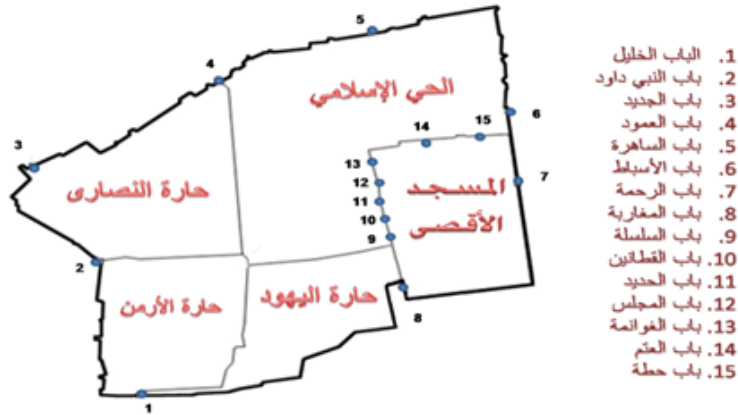 5
4
الحي الإسلامي
6
15
14
3
13
7
المسجد
الأقصى
12
حارة النصارى
11
10
9
2
حارة اليهود
حارة الأرمن
8
1
1. الباب الخليل
2. باب النبي داود
3. باب الجديد
4. باب العمود
5. باب الساهرة
6. باب الأسباط
7. باب الرحمة
8. باب المغاربة
9. باب السلسلة
10. باب القطانين
11. باب الحديد
12. باب المجلس
13. باب الغوانمة
14. باب العتم
15. باب حطة